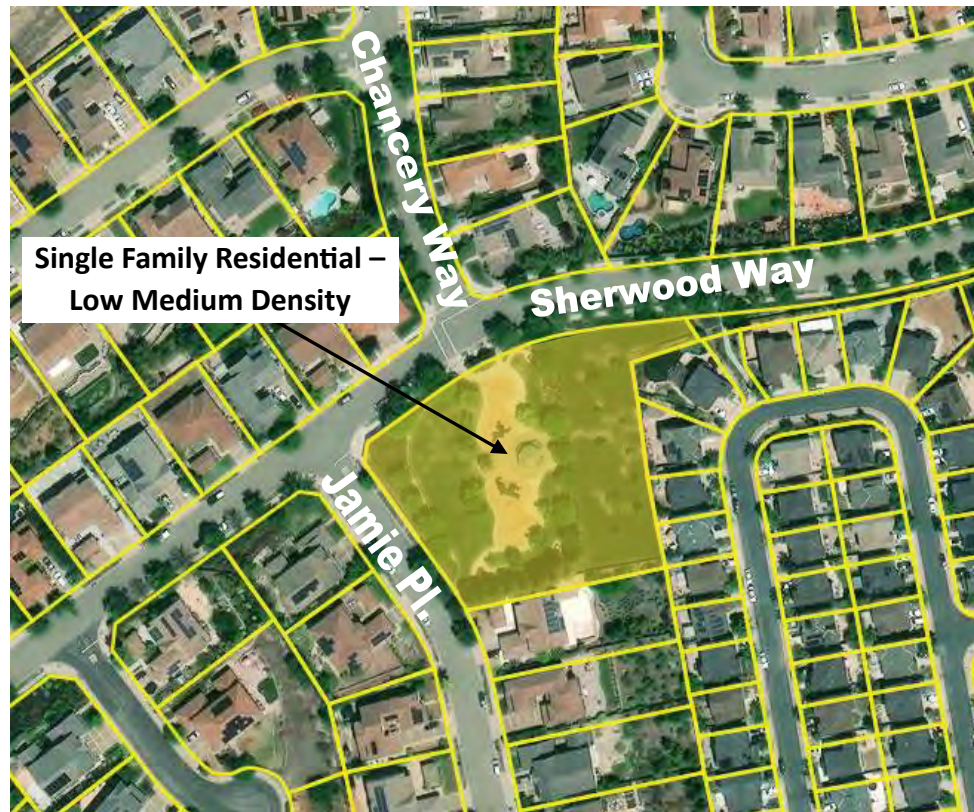 Chancery Way
Single Family Residential –
Low Medium Density
Sherwood Way
Jamie Pl.